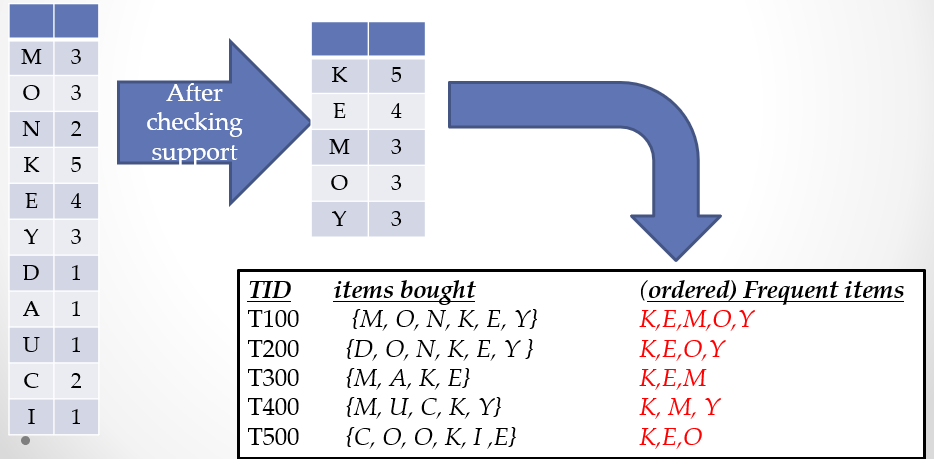 M 3
O 3
N 2
K 5
E 4
Y 3
D 1
A 1
U 1
C 2
I 1
After
checking
support
K 5
E 4
M 3
O 3
Y 3
TID items bought (ordered) Frequent items
T100 {M, O, N, K, E, Y} K,E,M,O,Y
T200 {D, O, N, K, E, Y } K,E,O,Y
T300 {M, A, K, E} K,E,M
T400 {M, U, C, K, Y} K, M, Y
T500 {C, O, O, K, I ,E} K,E,O